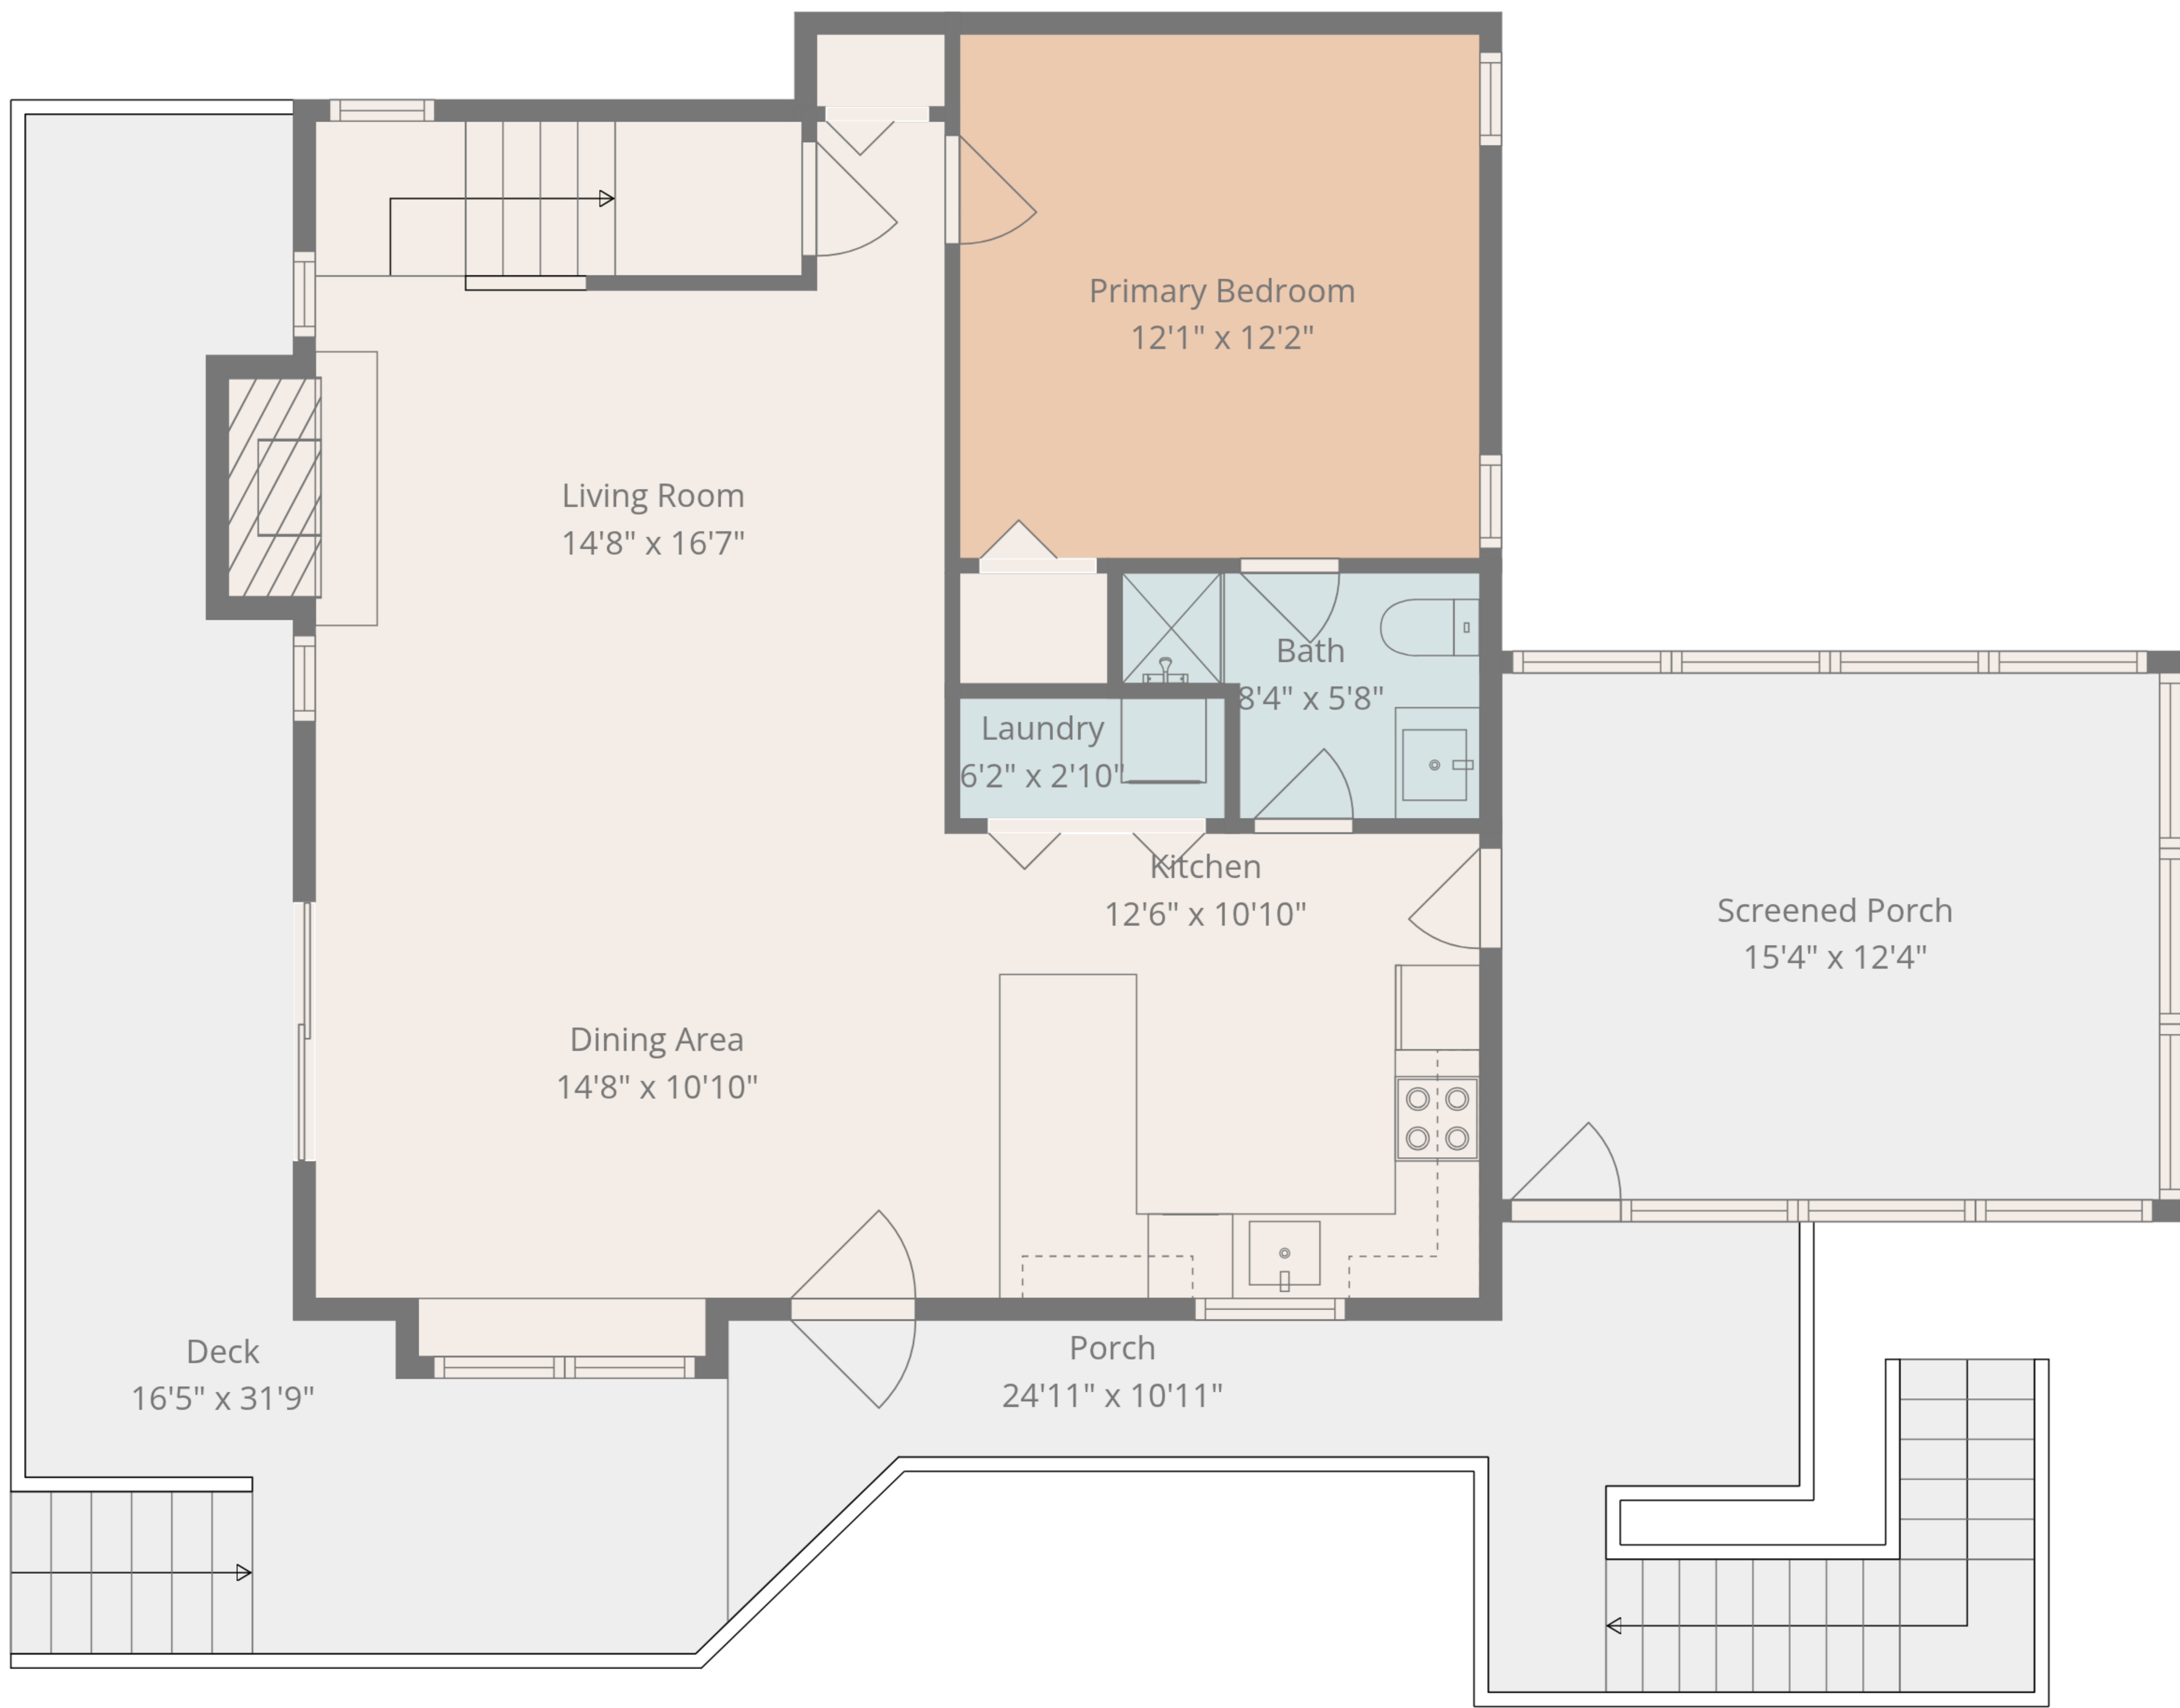 Primary Bedroom
12'1" x 12'2"
Living Room
14'8" x 16'7"
Bath
8'4" x 5'8"
Laundry
6'2" x 2'10"
Kitchen
12'6" x 10'10"
Screened Porch
15'4" x 12'4"
Dining Area
14'8" x 10'10"
Deck
16'5" x 31'9"
Porch
24'11" x 10'11"